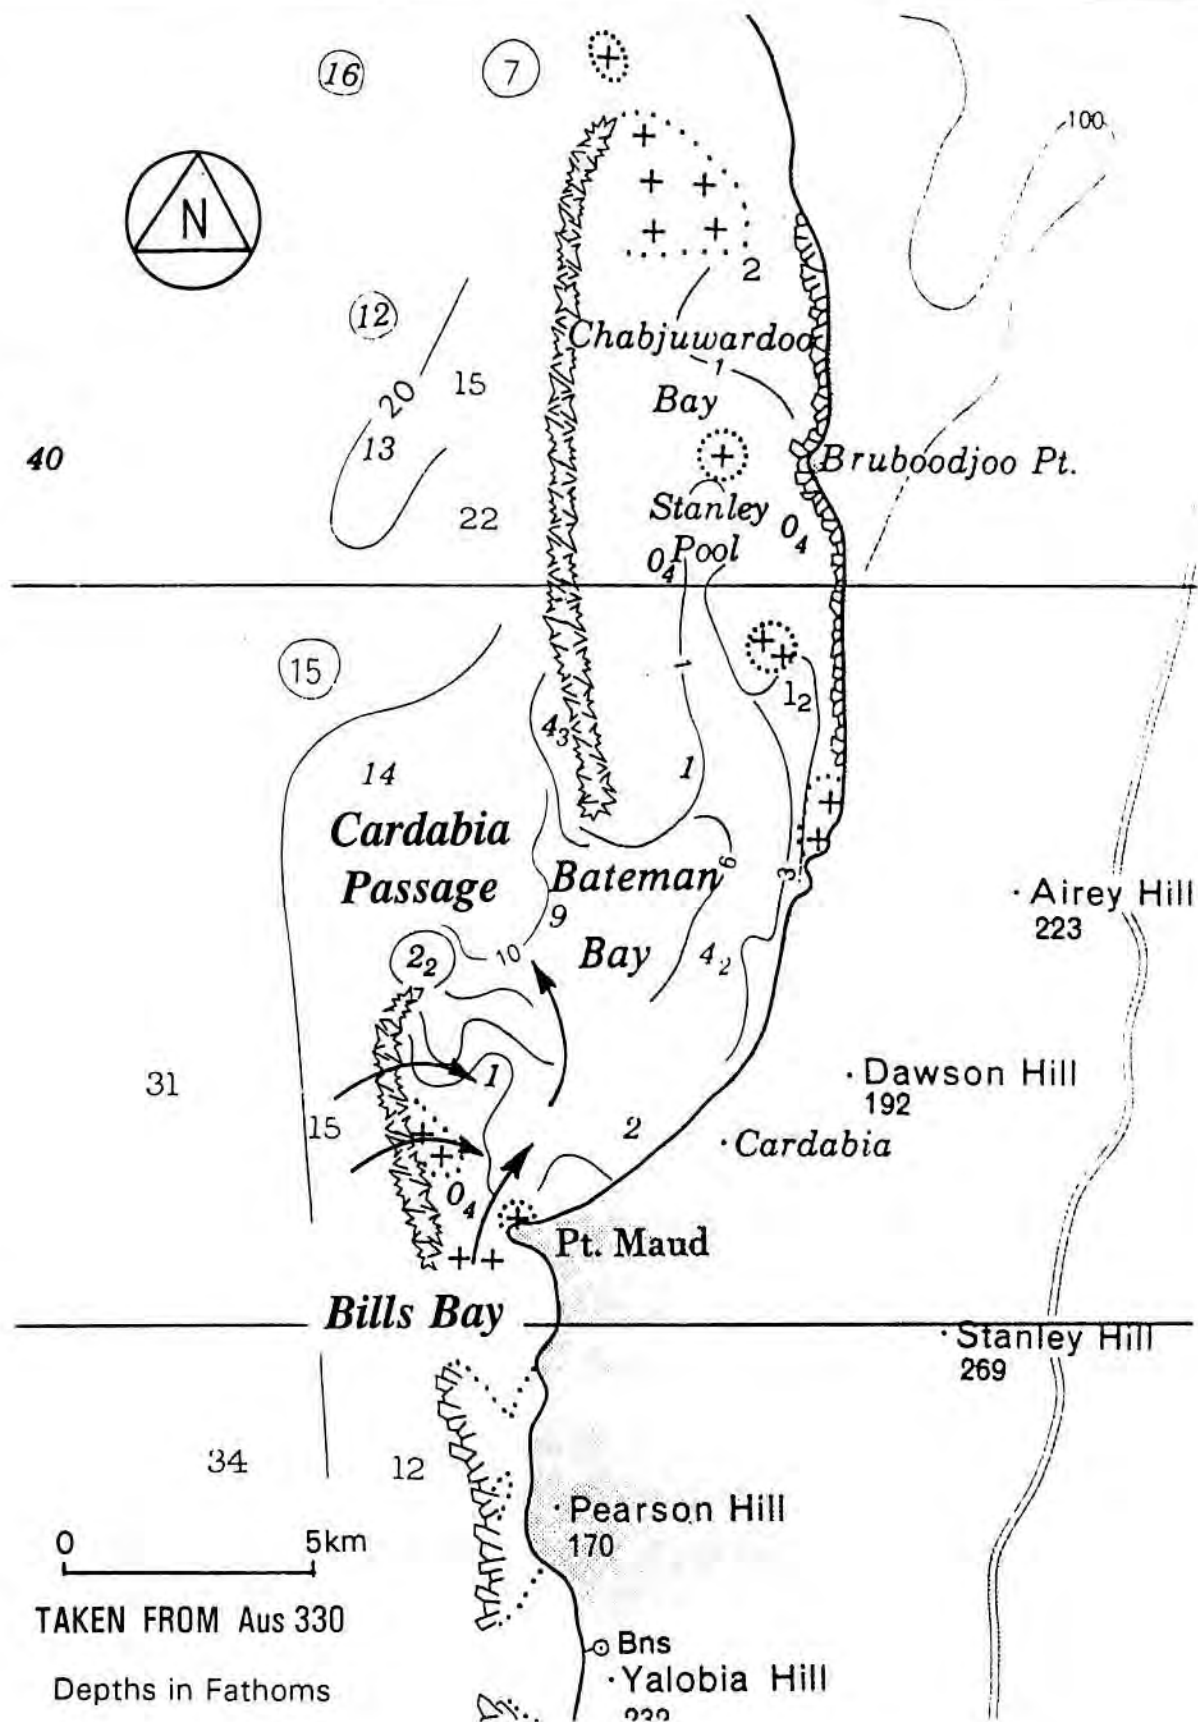 16
7
100
N
2
12
Chabjuwardoo
1
15
20
Bay
13
40
Bruboodjoo Pt.
Stanley
22
0₄
Pool
0₄
15
1
1₂
4₃
14
1
Cardabia
Passage
Bateman
6
3
Airey Hill
223
9
10
Bay
4₂
2₂
31
1
Dawson Hill
192
15
2
Cardabia
0₄
Pt. Maud
Bills Bay
Stanley Hill
269
34
12
Pearson Hill
170
0 5km
TAKEN FROM Aus 330
Depths in Fathoms
Bns
Yalobia Hill